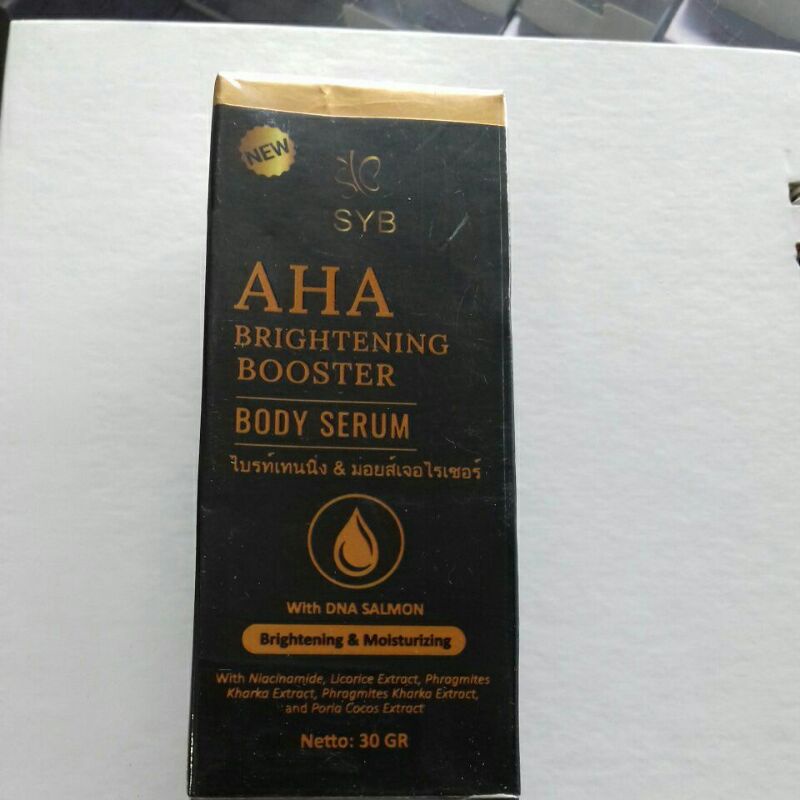 NEW
SYB
AHA
BRIGHTENING
BOOSTER
BODY SERUM
ไบรท์เทนนิ่ง & มอยส์เจอไรเซอร์
With DNA SALMON
Brightening & Moisturizing
With Niacinamide, Licorice Extract, Phragmites
Kharka Extract, Phragmites Kharka Extract,
and Poria Cocos Extract
Netto: 30 GR